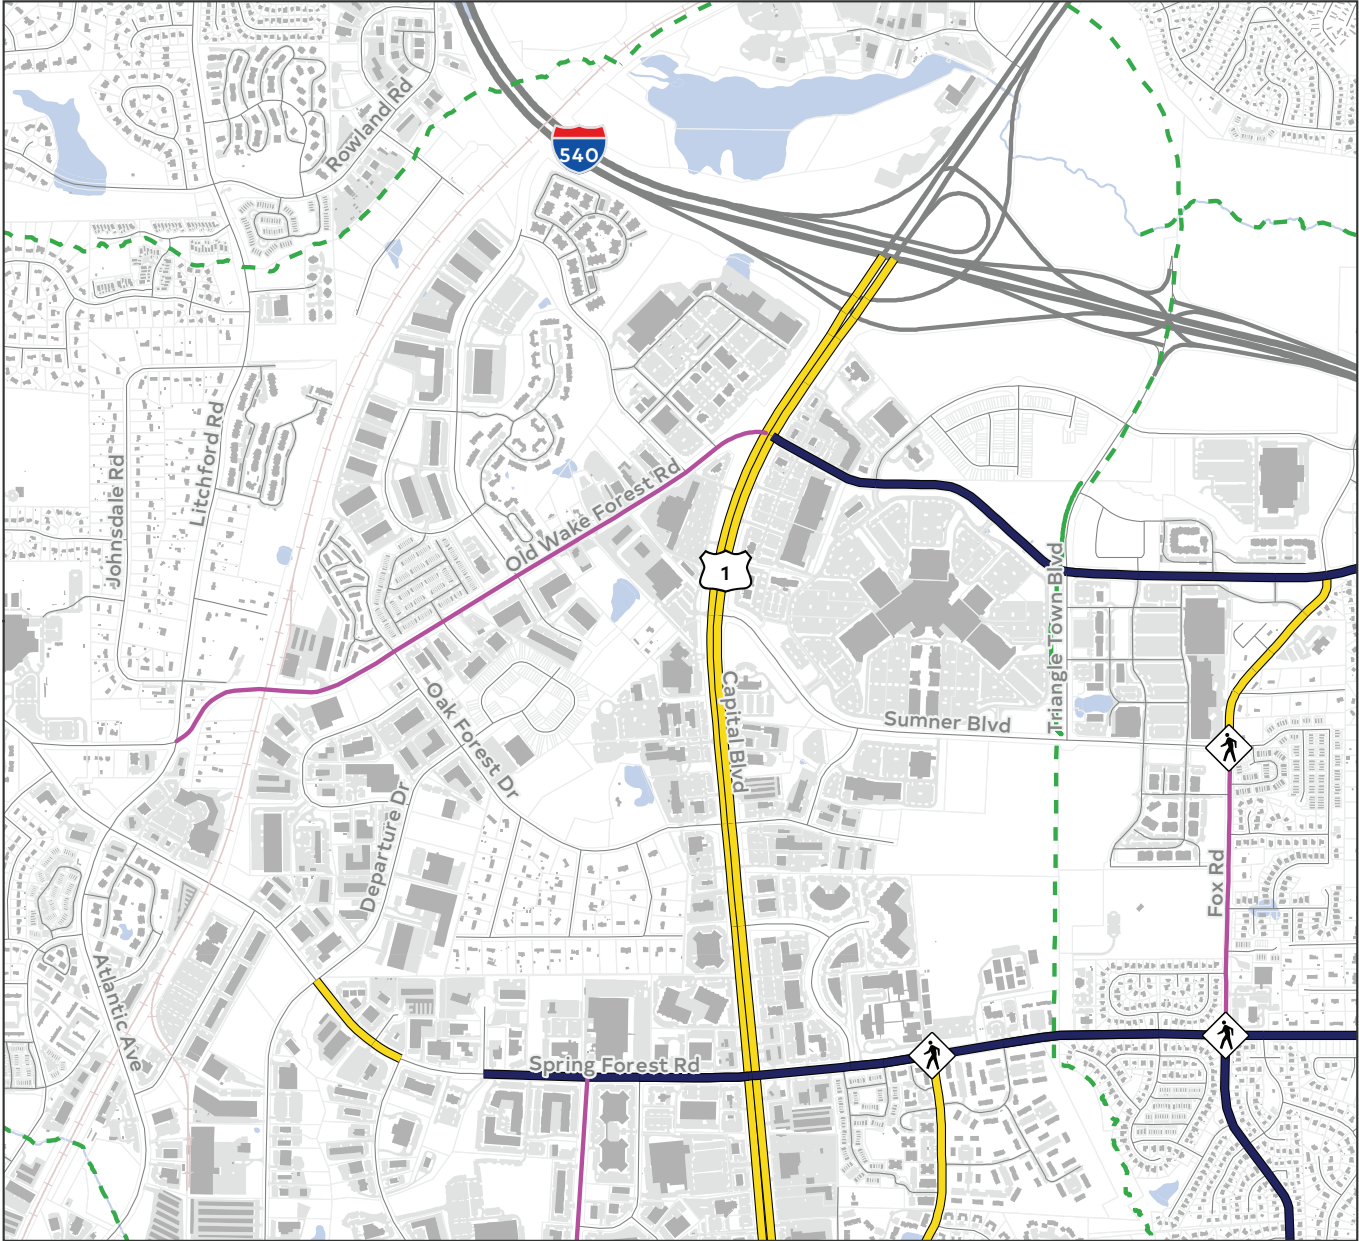 Rowland Rd
540
Litchford Rd
Johnsdale Rd
Old Wake Forest Rd
1
Triangle Town Blvd
Capital Blvd
Sumner Blvd
Oak Forest Dr
Departure Dr
Fox Rd
Atlantic Ave
Spring Forest Rd